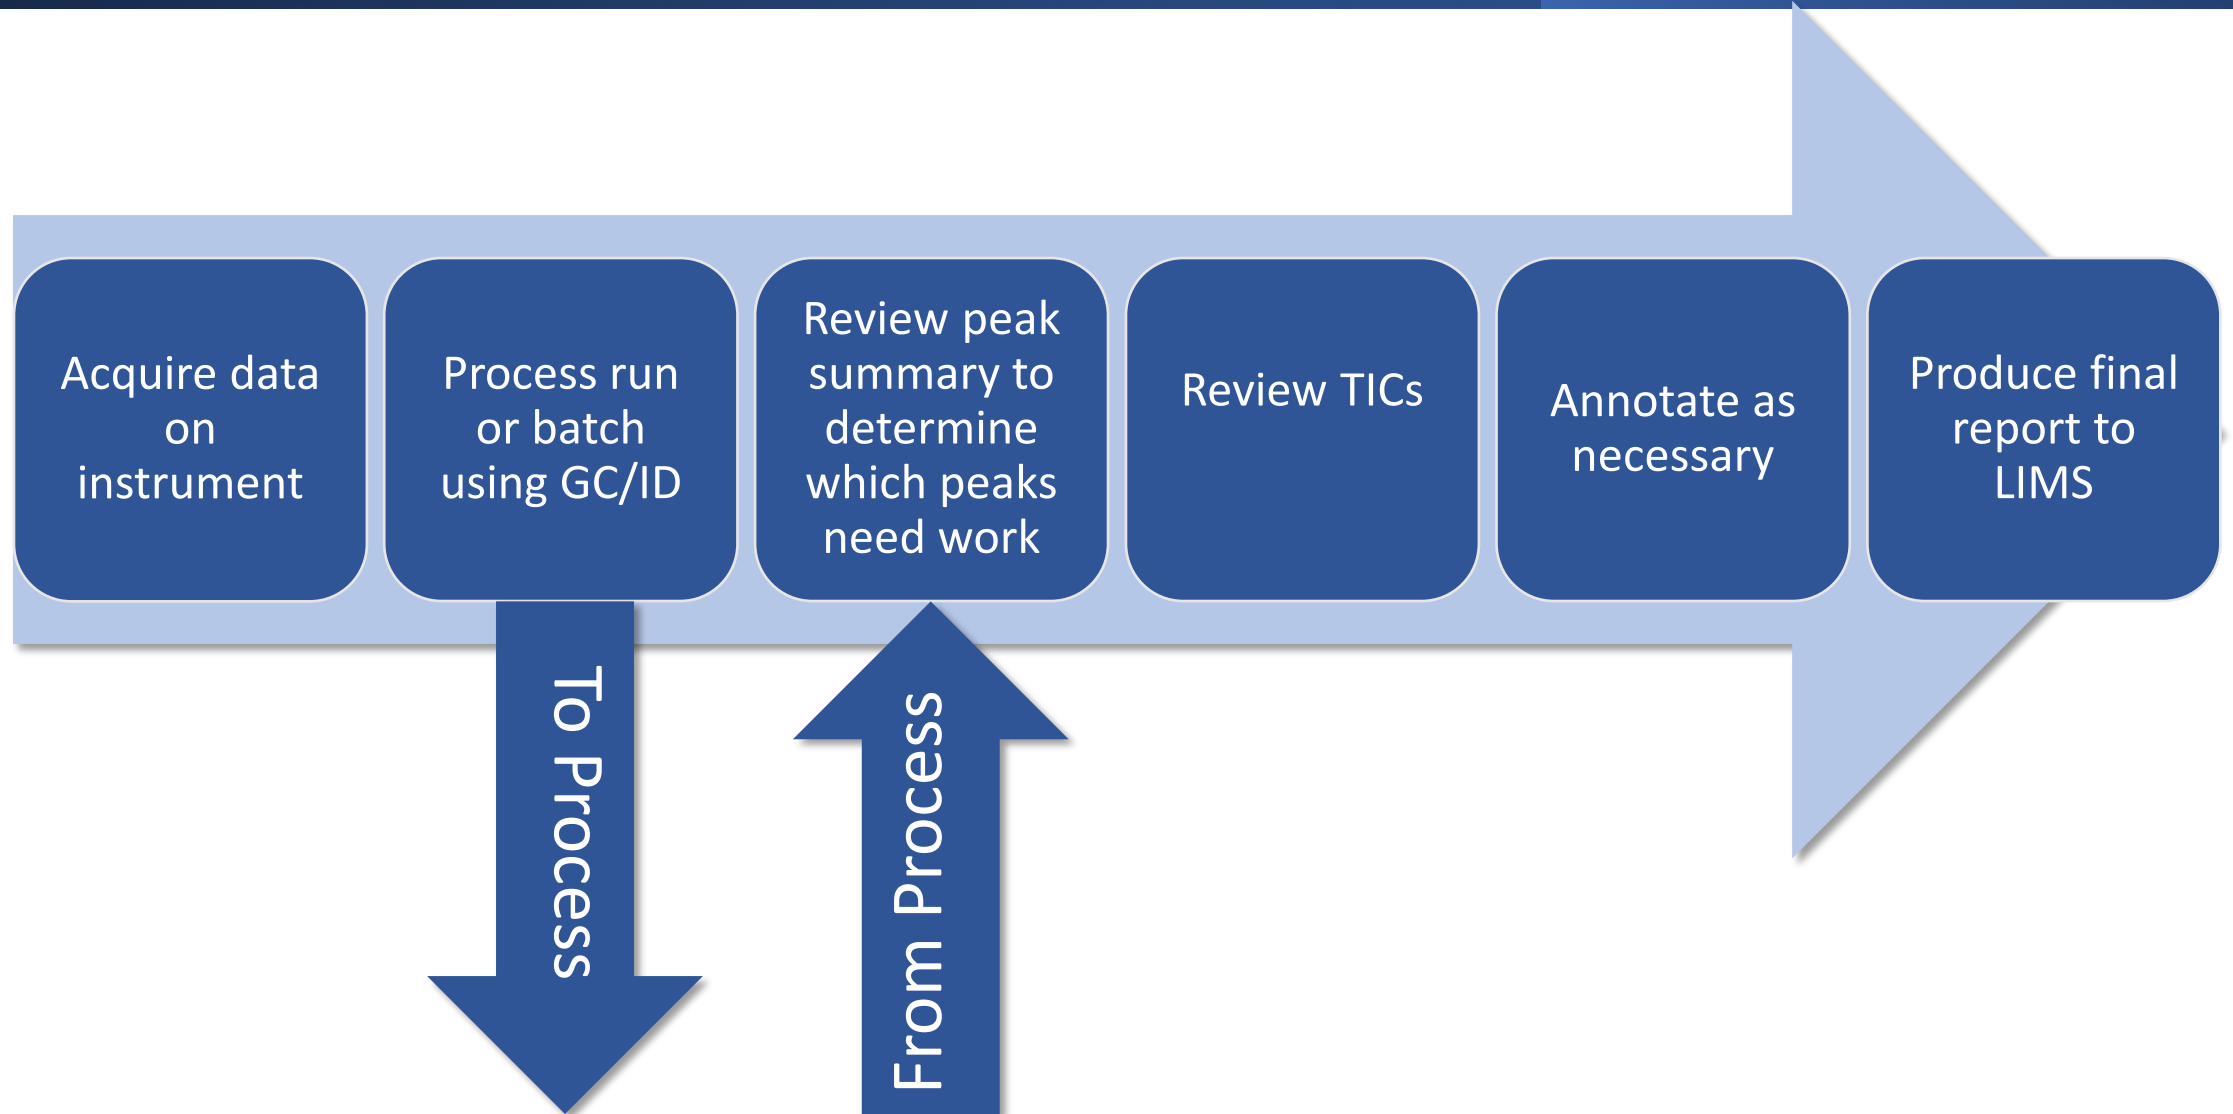 Acquire data
on
instrument
Process run
or batch
using GC/ID
Review peak
summary to
determine
which peaks
need work
Review TICs
Annotate as
necessary
Produce final
report to
LIMS
To Process
From Process